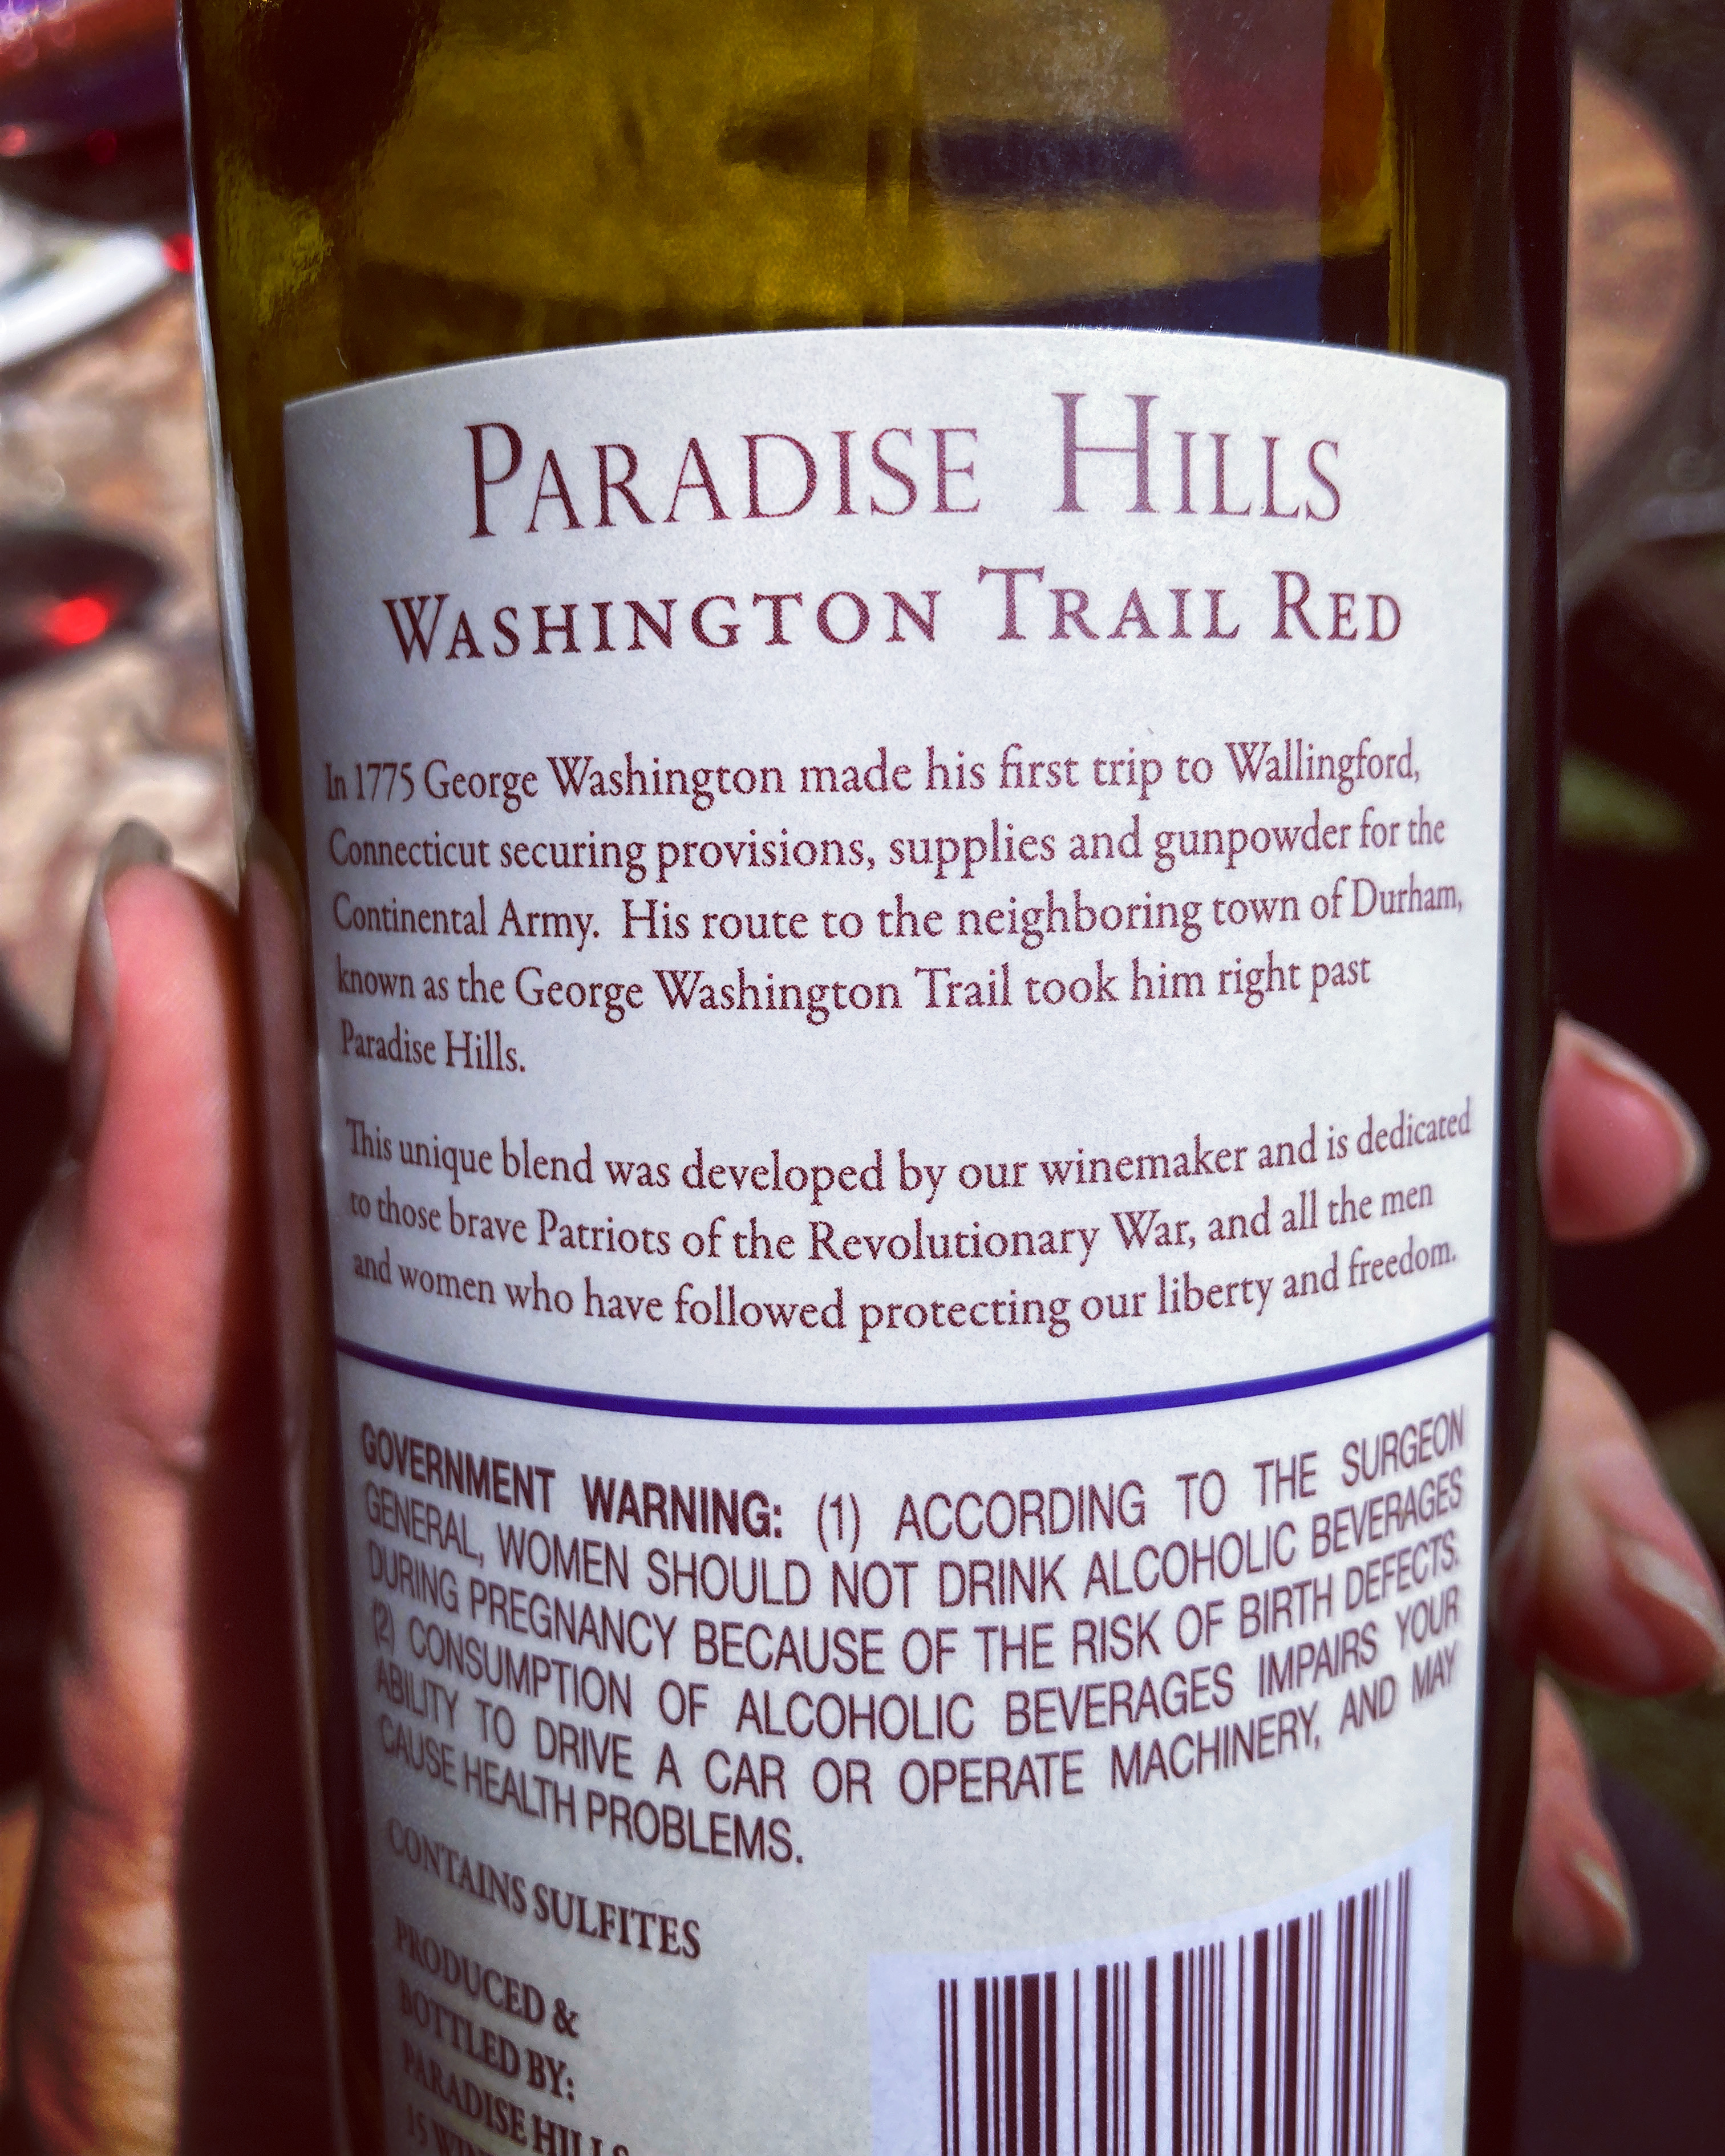 PARADISE HILLS
WASHINGTON TRAIL RED
In 1775 George Washington made his first trip to Wallingford,
Connecticut securing provisions, supplies and gunpowder for the
Continental Army. His route to the neighboring town of Durham,
known as the George Washington Trail took him right past
Paradise Hills.
This unique blend was developed by our winemaker and is dedicated
to those brave Patriots of the Revolutionary War, and all the men
and women who have followed protecting our liberty and freedom.
GOVERNMENT WARNING: (1) ACCORDING TO THE SURGEON
GENERAL, WOMEN SHOULD NOT DRINK ALCOHOLIC BEVERAGES
DURING PREGNANCY BECAUSE OF THE RISK OF BIRTH DEFECTS.
(2) CONSUMPTION OF ALCOHOLIC BEVERAGES IMPAIRS YOUR
ABILITY TO DRIVE A CAR OR OPERATE MACHINERY, AND MAY
CAUSE HEALTH PROBLEMS.
CONTAINS SULFITES
PRODUCED &
BOTTLED BY:
PARADISE HILLS
15